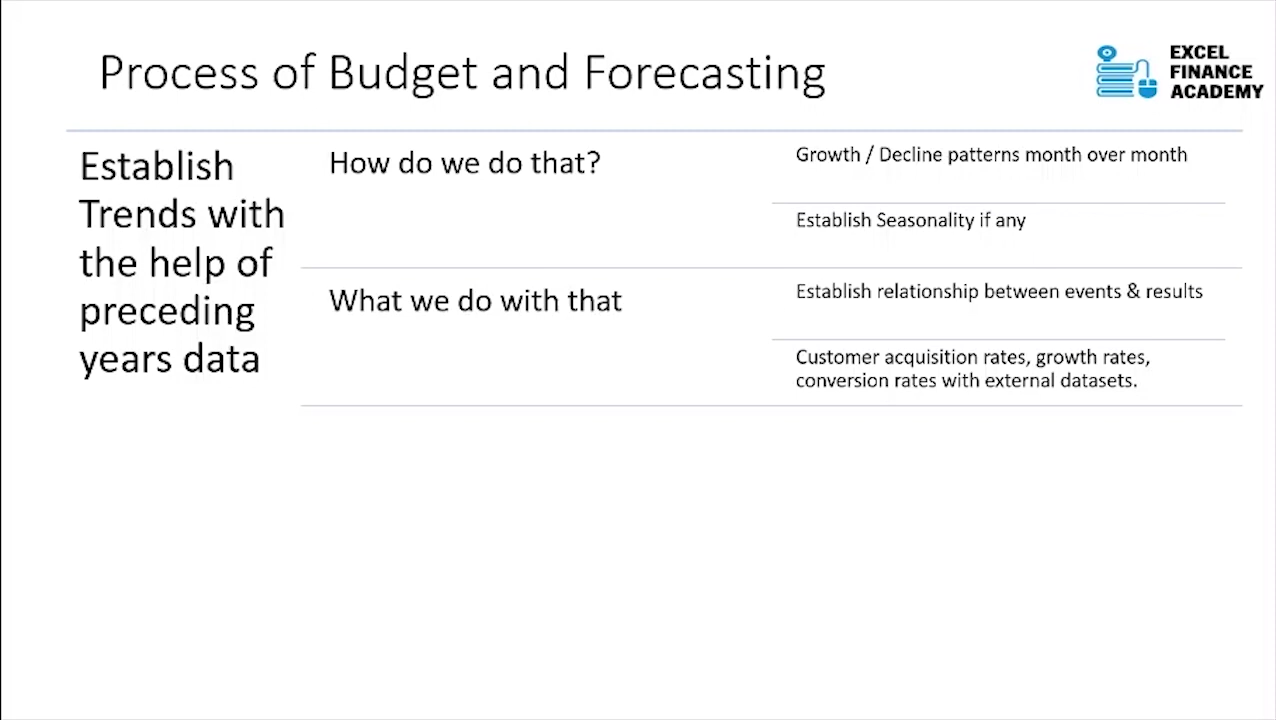 Process of Budget and Forecasting
EXCEL
FINANCE
ACADEMY
Establish
Trends with
the help of
preceding
years data
How do we do that?
Growth / Decline patterns month over month
Establish Seasonality if any
What we do with that
Establish relationship between events & results
Customer acquisition rates, growth rates,
conversion rates with external datasets.